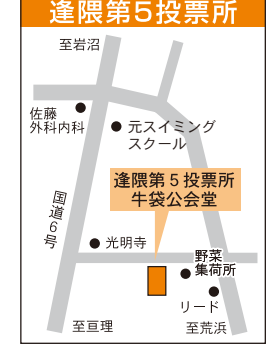 逢隈第5投票所
至岩沼
佐藤
外科内科
元スイミング
スクール
逢隈第５投票所
牛袋公会堂
国道６号
光明寺
野菜
集荷所
リード
至亘理
至荒浜